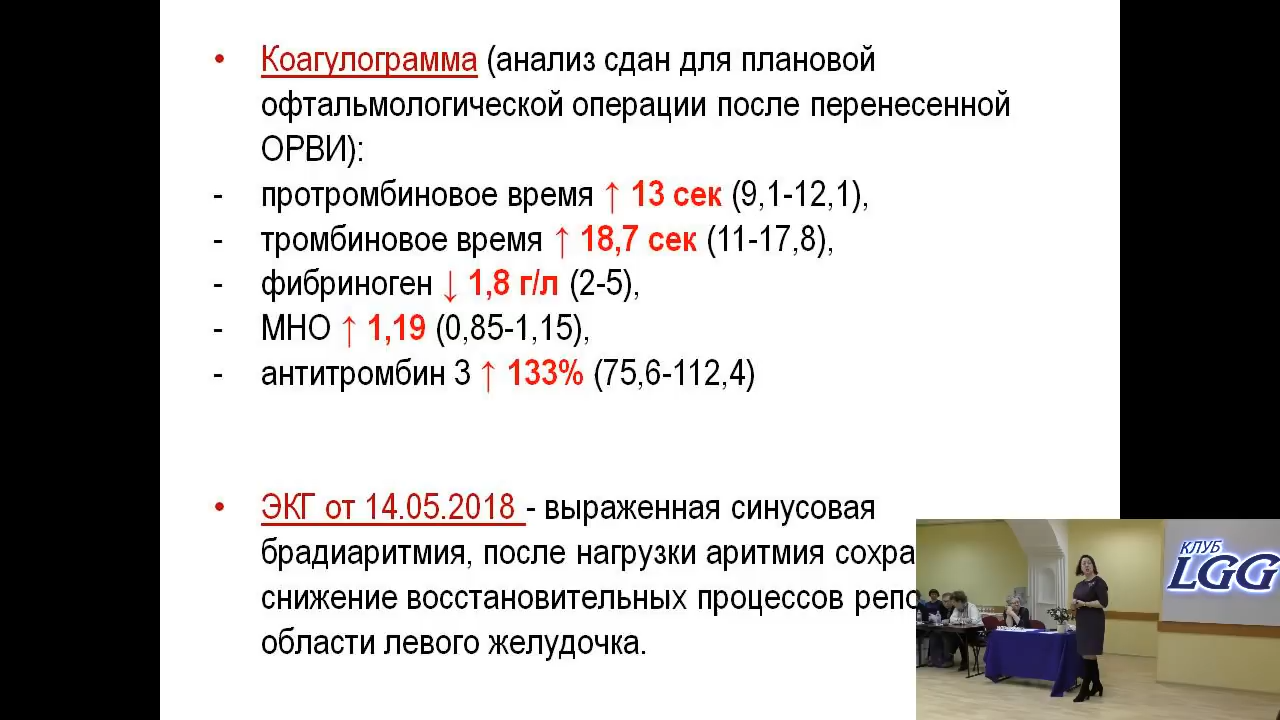 • Коагулограмма (анализ сдан для плановой
офтальмологической операции после перенесенной
ОРВИ):
- протромбиновое время ↑ 13 сек (9,1-12,1),
- тромбиновое время ↑ 18,7 сек (11-17,8),
- фибриноген ↓ 1,8 г/л (2-5),
- МНО ↑ 1,19 (0,85-1,15),
- антитромбин 3 ↑ 133% (75,6-112,4)
• ЭКГ от 14.05.2018 - выраженная синусовая
брадиаритмия, после нагрузки аритмия
снижение восстановительных процессов
области левого желудочка.
КЛУБ
LGG